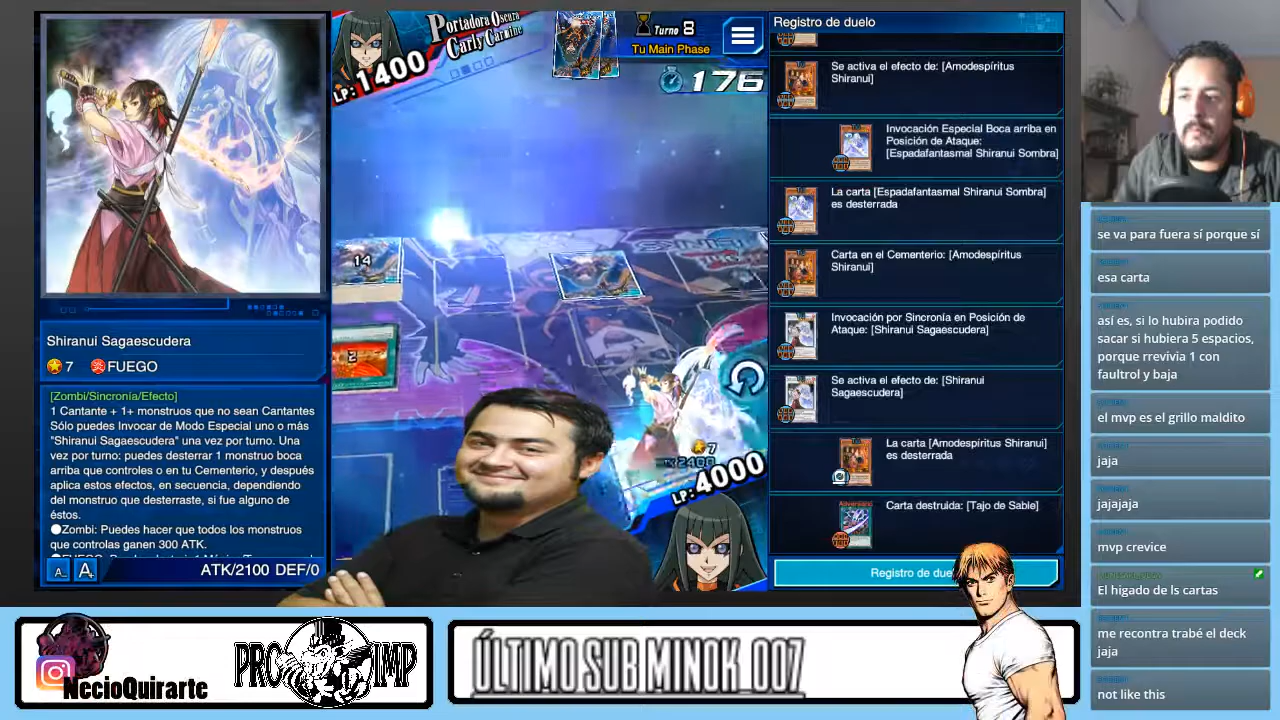 Portadora Oscura
Carly Carmine
LP: 1400
Turno 8
Tu Main Phase
176
14
2
7
2400
LP: 4000
Shiranui Sagaescudera
7 FUEGO
[Zombi/Sincronía/Efecto]
1 Cantante + 1+ monstruos que no sean Cantantes
Sólo puedes Invocar de Modo Especial uno o más
"Shiranui Sagaescudera" una vez por turno. Una
vez por turno: puedes desterrar 1 monstruo boca
arriba que controles o en tu Cementerio, y después
aplica estos efectos, en secuencia, dependiendo
del monstruo que desterraste, si fue alguno de
éstos.
●Zombi: Puedes hacer que todos los monstruos
que controlas ganen 300 ATK.
A- A+
ATK/2100 DEF/0
Registro de duelo
Se activa el efecto de: [Amodespíritus
Shiranui]
Invocación Especial Boca arriba en
Posición de Ataque:
[Espadafantasmal Shiranui Sombra]
La carta [Espadafantasmal Shiranui Sombra]
es desterrada
Carta en el Cementerio: [Amodespíritus
Shiranui]
Invocación por Sincronía en Posición de
Ataque: [Shiranui Sagaescudera]
Se activa el efecto de: [Shiranui
Sagaescudera]
La carta [Amodespíritus Shiranui]
es desterrada
Carta destruida: [Tajo de Sable]
Registro de due
se va para fuera sí porque sí
esa carta
así es, si lo hubira podido
sacar si hubiera 5 espacios,
porque rrevivia 1 con
faultrol y baja
el mvp es el grillo maldito
jaja
jajajaja
mvp crevice
El higado de ls cartas
me recontra trabé el deck
jaja
not like this
NecioQuirarte
PRO IMP
ÚLTIMO SUB MINOK_007